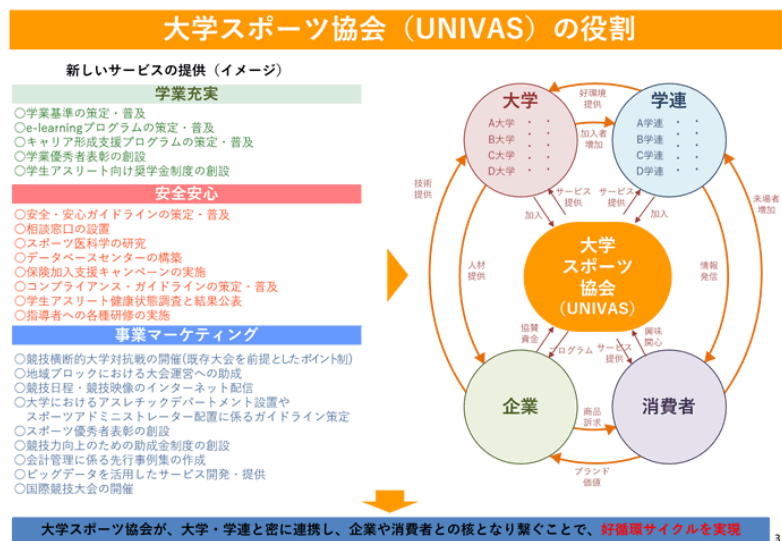 大学スポーツ協会（UNIVAS）の役割
新しいサービスの提供（イメージ）
学業充実
○学業基準の策定・普及
○e-learningプログラムの策定・普及
○キャリア形成支援プログラムの策定・普及
○学業優秀者表彰の創設
○学生アスリート向け奨学金制度の創設
安全安心
○安全・安心ガイドラインの策定・普及
○相談窓口の設置
○スポーツ医科学の研究
○データベースセンターの構築
○保険加入支援キャンペーンの実施
○コンプライアンス・ガイドラインの策定・普及
○学生アスリート健康状態調査と結果公表
○指導者への各種研修の実施
事業マーケティング
○競技横断的大学対抗戦の開催(既存大会を前提としたポイント制)
○地域ブロックにおける大会運営への助成
○競技日程・競技映像のインターネット配信
○大学におけるアスレチックデパートメント設置や
スポーツアドミニストレーター配置に係るガイドライン策定
○スポーツ優秀者表彰の創設
○競技力向上のための助成金制度の創設
○会計管理に係る先行事例集の作成
○ビッグデータを活用したサービス開発・提供
○国際競技大会の開催
大学
A大学 ・ ・
B大学 ・ ・
C大学 ・ ・
D大学
好環境
提供
加入者
増加
学連
A学連 ・ ・
B学連 ・ ・
C学連 ・ ・
D学連
技術
提供
サービス
提供
サービス
提供
来場者
増加
加入
加入
大学
スポーツ
協会
(UNIVAS)
人材
提供
情報
発信
協賛
資金
プログラム
サービス
提供
興味
関心
企業
商品
訴求
消費者
ブランド
価値
大学スポーツ協会が、大学・学連と密に連携し、企業や消費者との核となり繋ぐことで、好循環サイクルを実現
3